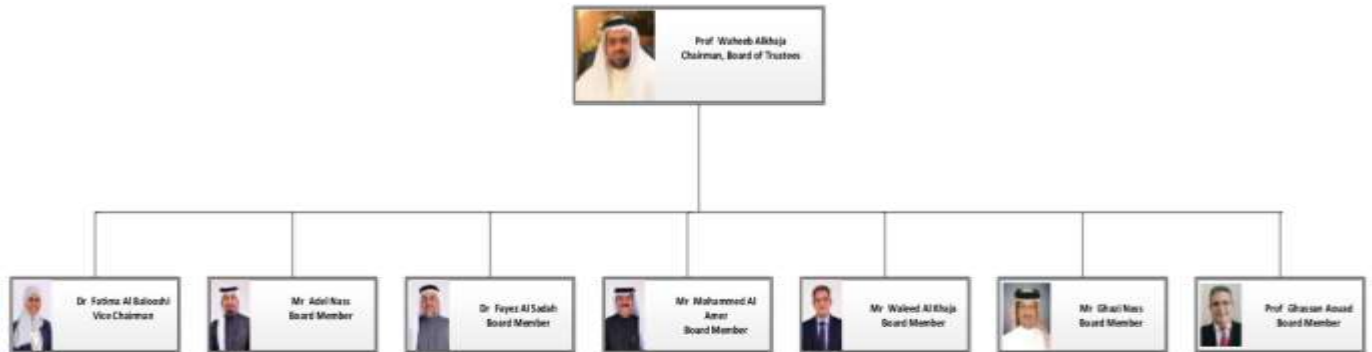 Prof Waheeb Alkhaja
Chairman, Board of Trustees
Dr Fatima Al Balooshi
Vice Chairman
Mr Adel Nass
Board Member
Dr Fayez Al Sadah
Board Member
Mr Mohammed Al
Amer
Board Member
Mr Waleed Al Khaja
Board Member
Mr Ghazi Nass
Board Member
Prof Ghassan Aouad
Board Member